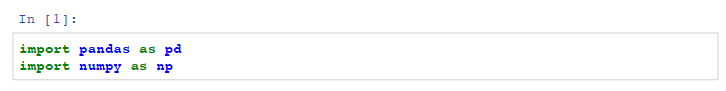 In [1]:
import pandas as pd
import numpy as np